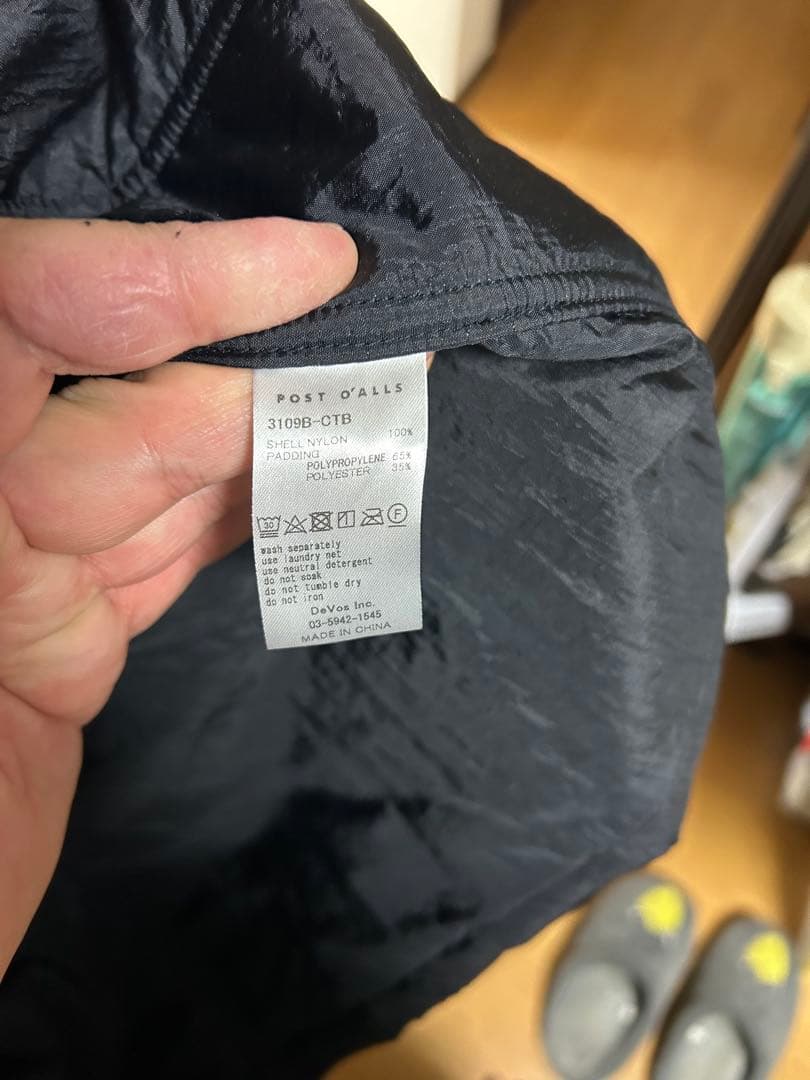 POST O'ALLS
3109B-CTB
SHELL NYLON 100%
PADDING
POLYPROPYLENE 65%
POLYESTER 35%
30 F
wash separately
use laundry net
use neutral detergent
do not soak
do not tumble dry
do not iron
DeVos Inc.
03-5942-1545
MADE IN CHINA